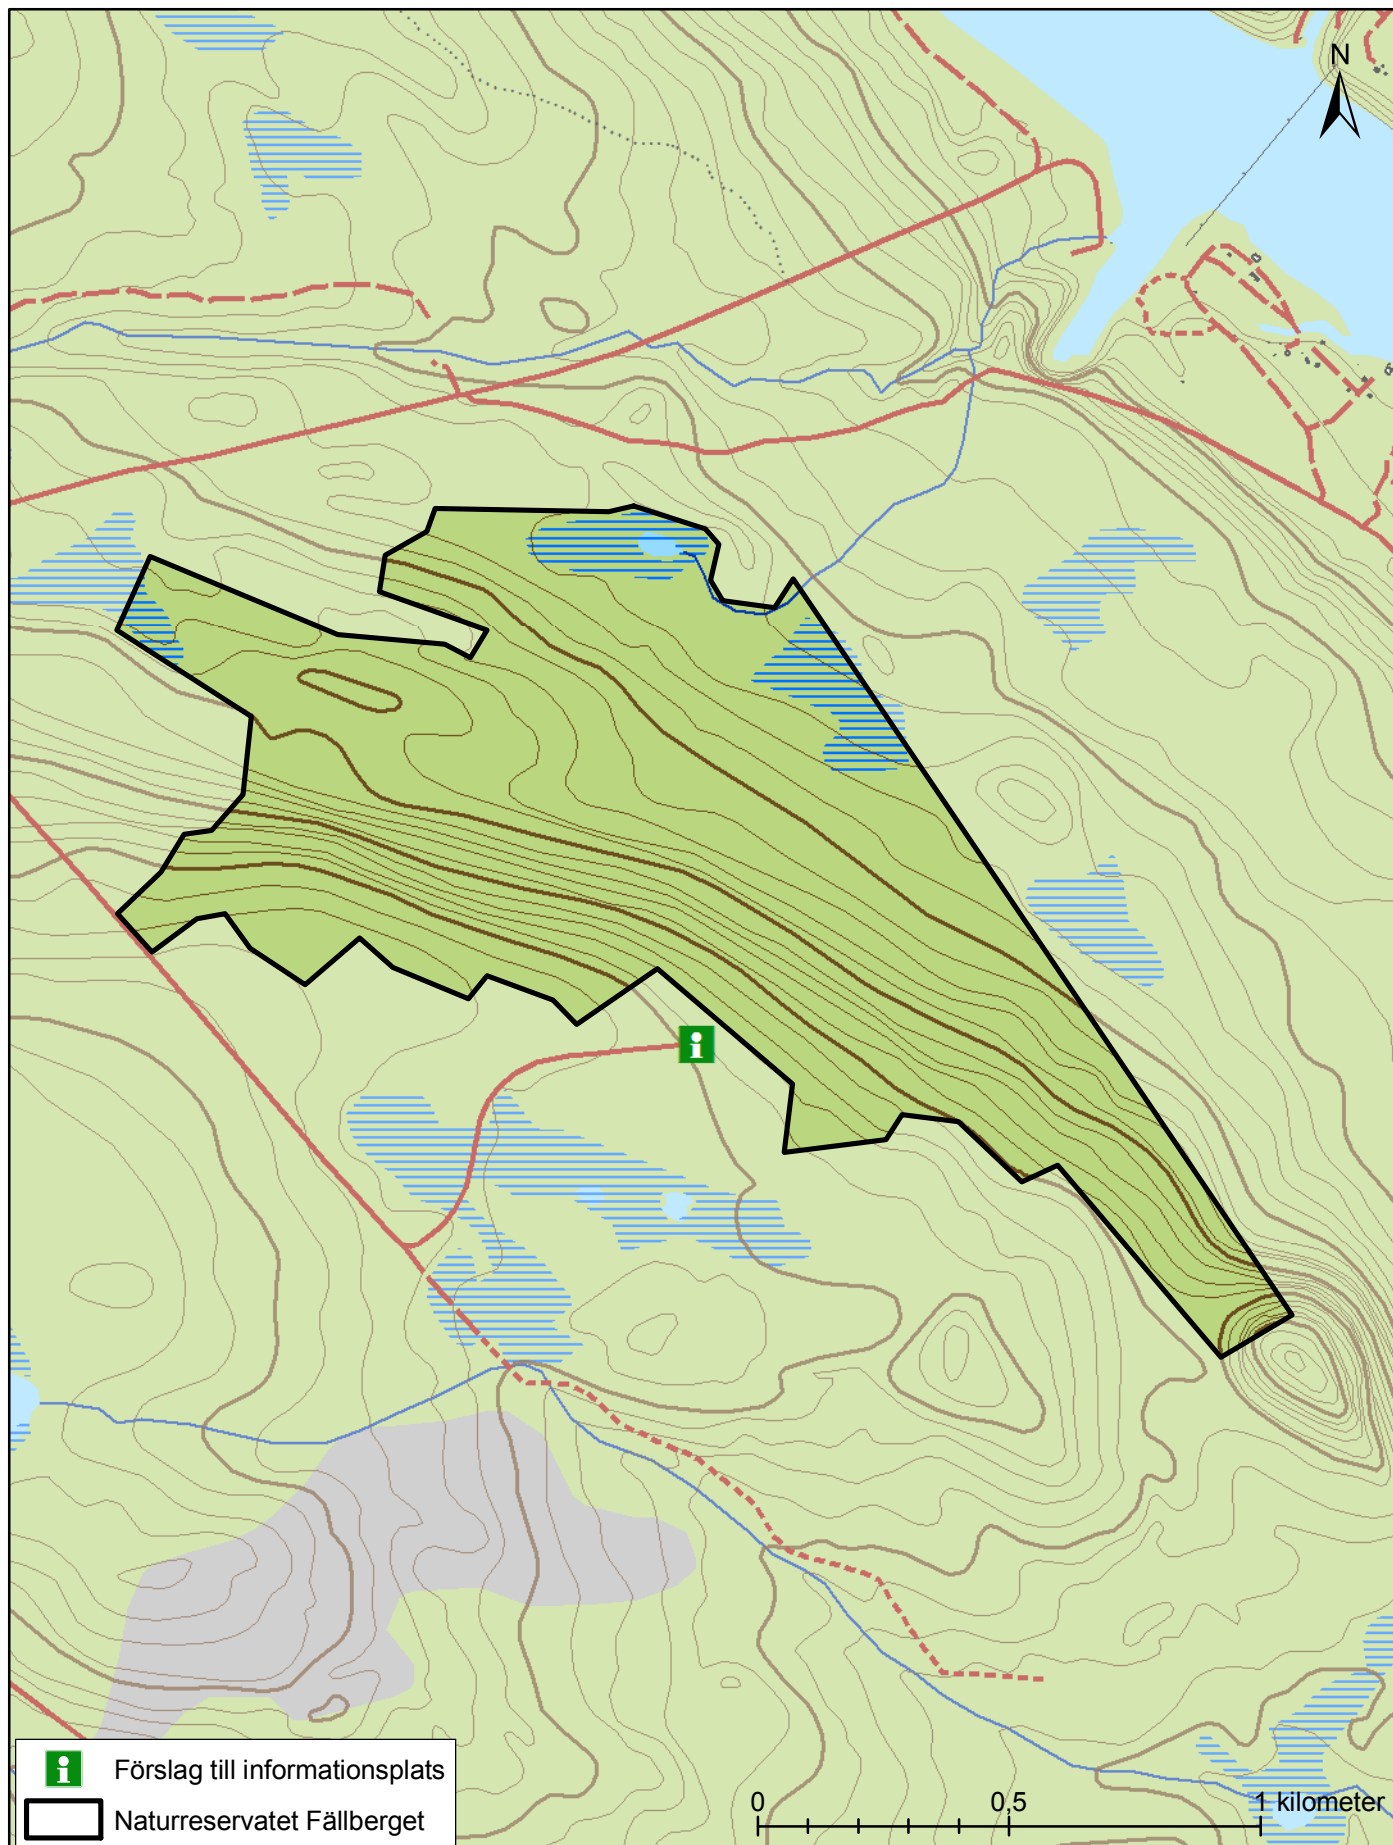 N
i
i Förslag till informationsplats
Naturreservatet Fällberget
0 0,5 1 kilometer